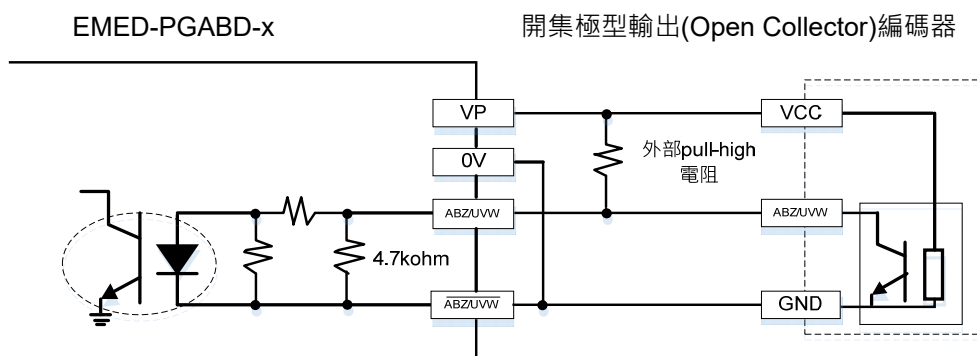 EMED-PGABD-x
開集極型輸出(Open Collector)編碼器
VP
VCC
0V
外部pull-high
電阻
ABZ/UVW
ABZ/UVW
4.7kohm
ABZ/UVW
GND